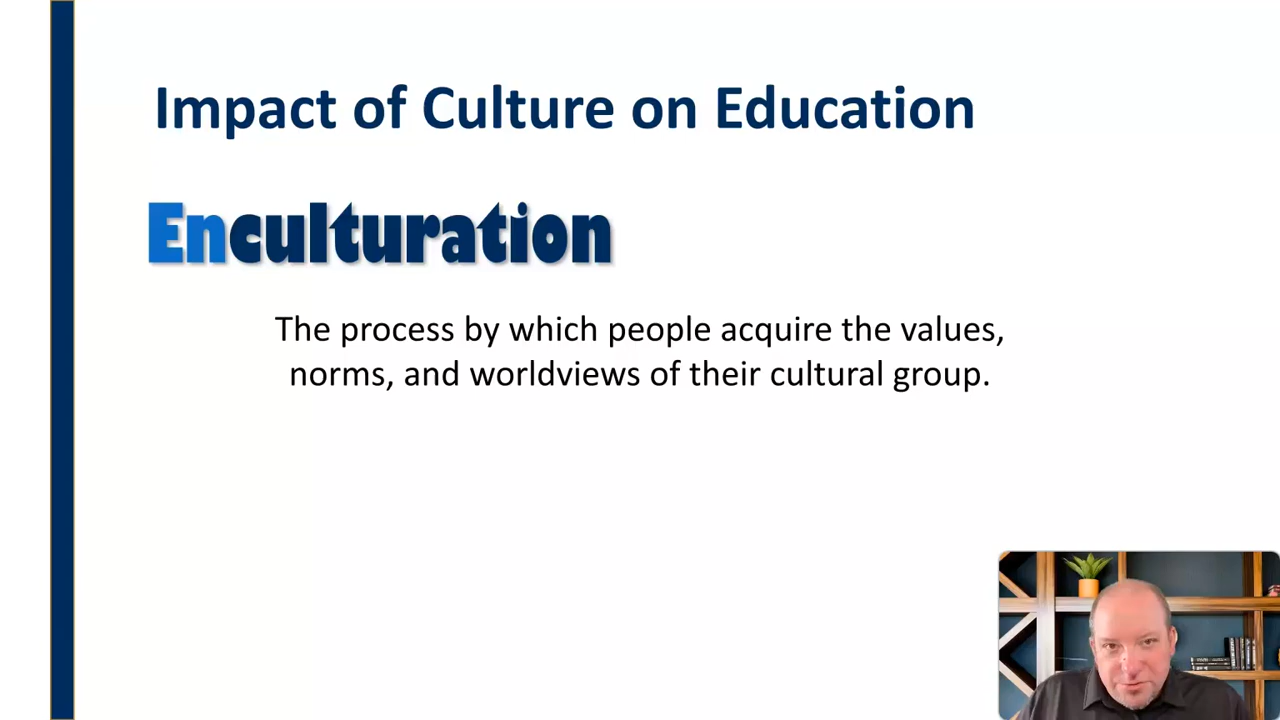 Impact of Culture on Education
Enculturation
The process by which people acquire the values,
norms, and worldviews of their cultural group.